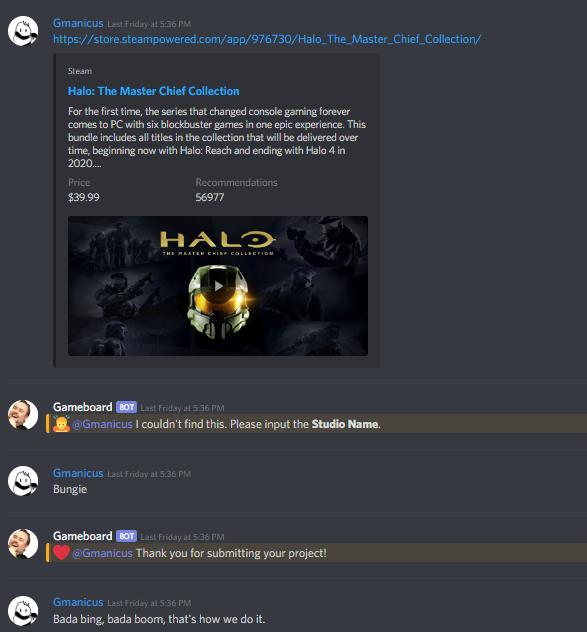 Gmanicus Last Friday at 5:36 PM
https://store.steampowered.com/app/976730/Halo_The_Master_Chief_Collection/
Steam
Halo: The Master Chief Collection
For the first time, the series that changed console gaming forever
comes to PC with six blockbuster games in one epic experience. This
bundle includes all titles in the collection that will be delivered over
time, beginning now with Halo: Reach and ending with Halo 4 in
2020....
Price Recommendations
$39.99 56977
HALO
THE MASTER CHIEF COLLECTION
Gameboard BOT Last Friday at 5:36 PM
@Gmanicus I couldn't find this. Please input the Studio Name.
Gmanicus Last Friday at 5:36 PM
Bungie
Gameboard BOT Last Friday at 5:36 PM
@Gmanicus Thank you for submitting your project!
Gmanicus Last Friday at 5:36 PM
Bada bing, bada boom, that's how we do it.